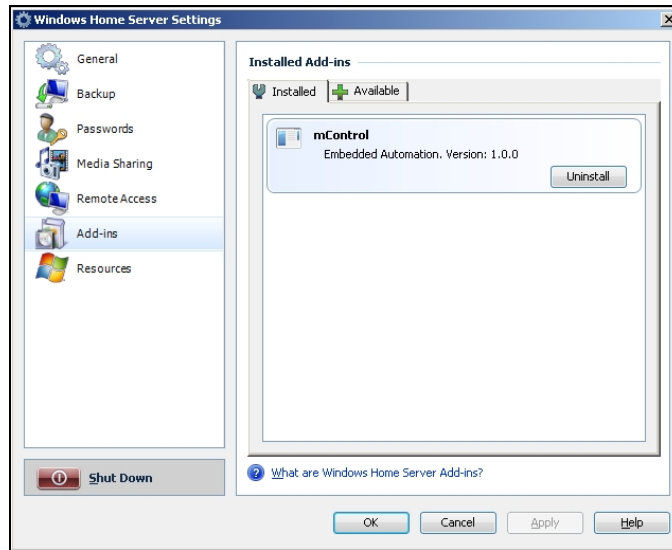 Windows Home Server Settings
General
Backup
Passwords
Media Sharing
Remote Access
Add-ins
Resources
Shut Down
Installed Add-ins
Installed
Available
mControl
Embedded Automation. Version: 1.0.0
Uninstall
What are Windows Home Server Add-ins?
OK
Cancel
Apply
Help